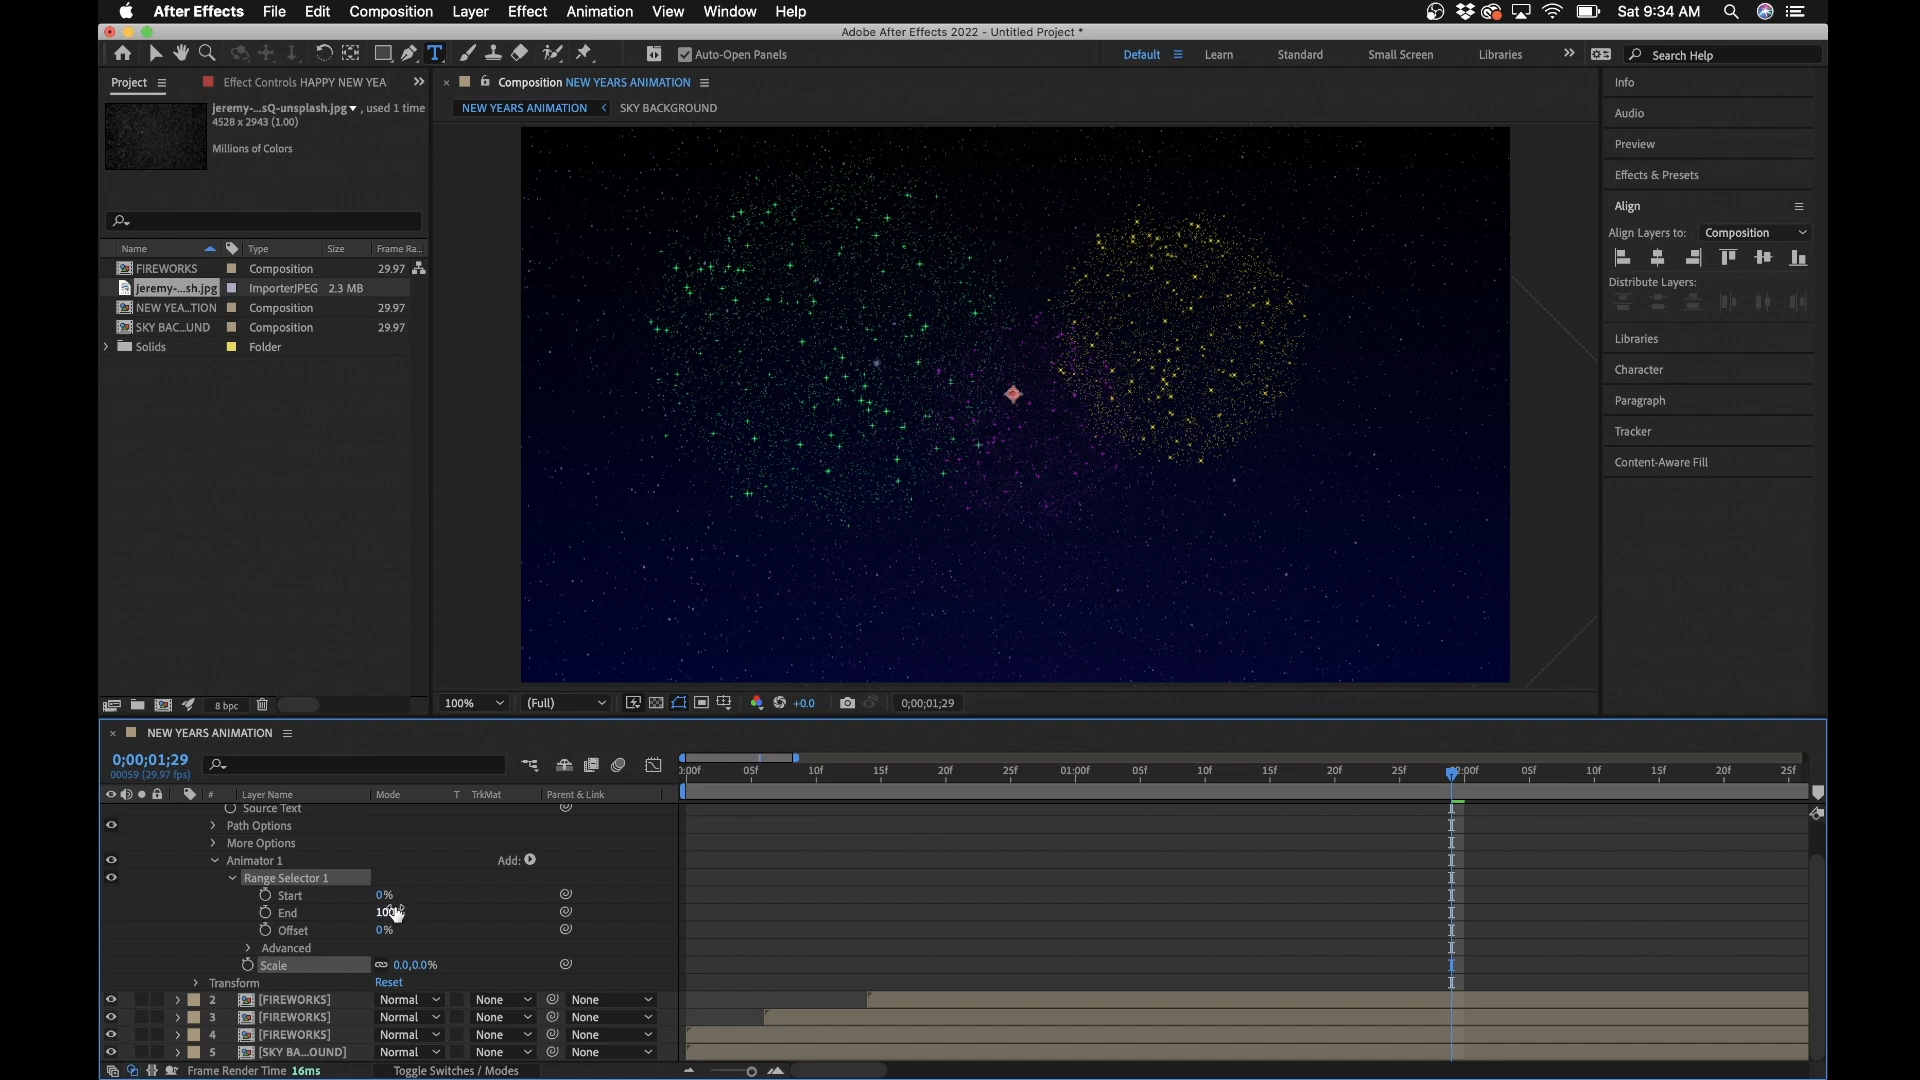 After Effects File Edit Composition Layer Effect Animation View Window Help Sat 9:34 AM
Adobe After Effects 2022 - Untitled Project *
Auto-Open Panels Default Learn Standard Small Screen Libraries Search Help
Project Effect Controls HAPPY NEW YEA
Composition NEW YEARS ANIMATION
NEW YEARS ANIMATION SKY BACKGROUND
jeremy-...sQ-unsplash.jpg , used 1 time
4528 x 2943 (1.00)
Millions of Colors
Name Type Size Frame Ra...
FIREWORKS Composition 29.97
jeremy-...sh.jpg ImporterJPEG 2.3 MB
NEW YEA...TION Composition 29.97
SKY BAC...UND Composition 29.97
Solids Folder
8 bpc
100% (Full) +0.0 0;00;01;29
Info
Audio
Preview
Effects & Presets
Align
Align Layers to: Composition
Distribute Layers:
Libraries
Character
Paragraph
Tracker
Content-Aware Fill
NEW YEARS ANIMATION
0;00;01;29
00059 (29.97 fps)
0:00f 05f 10f 15f 20f 25f 01:00f 05f 10f 15f 20f 25f 2:00f 05f 10f 15f 20f 25f
# Layer Name Mode T TrkMat Parent & Link
Source Text
Path Options
More Options
Animator 1 Add:
Range Selector 1
Start 0%
End 100
Offset 0%
Advanced
Scale 0.0,0.0%
Transform Reset
2 [FIREWORKS] Normal None None
3 [FIREWORKS] Normal None None
4 [FIREWORKS] Normal None None
5 [SKY BA...OUND] Normal None None
Frame Render Time 16ms Toggle Switches / Modes